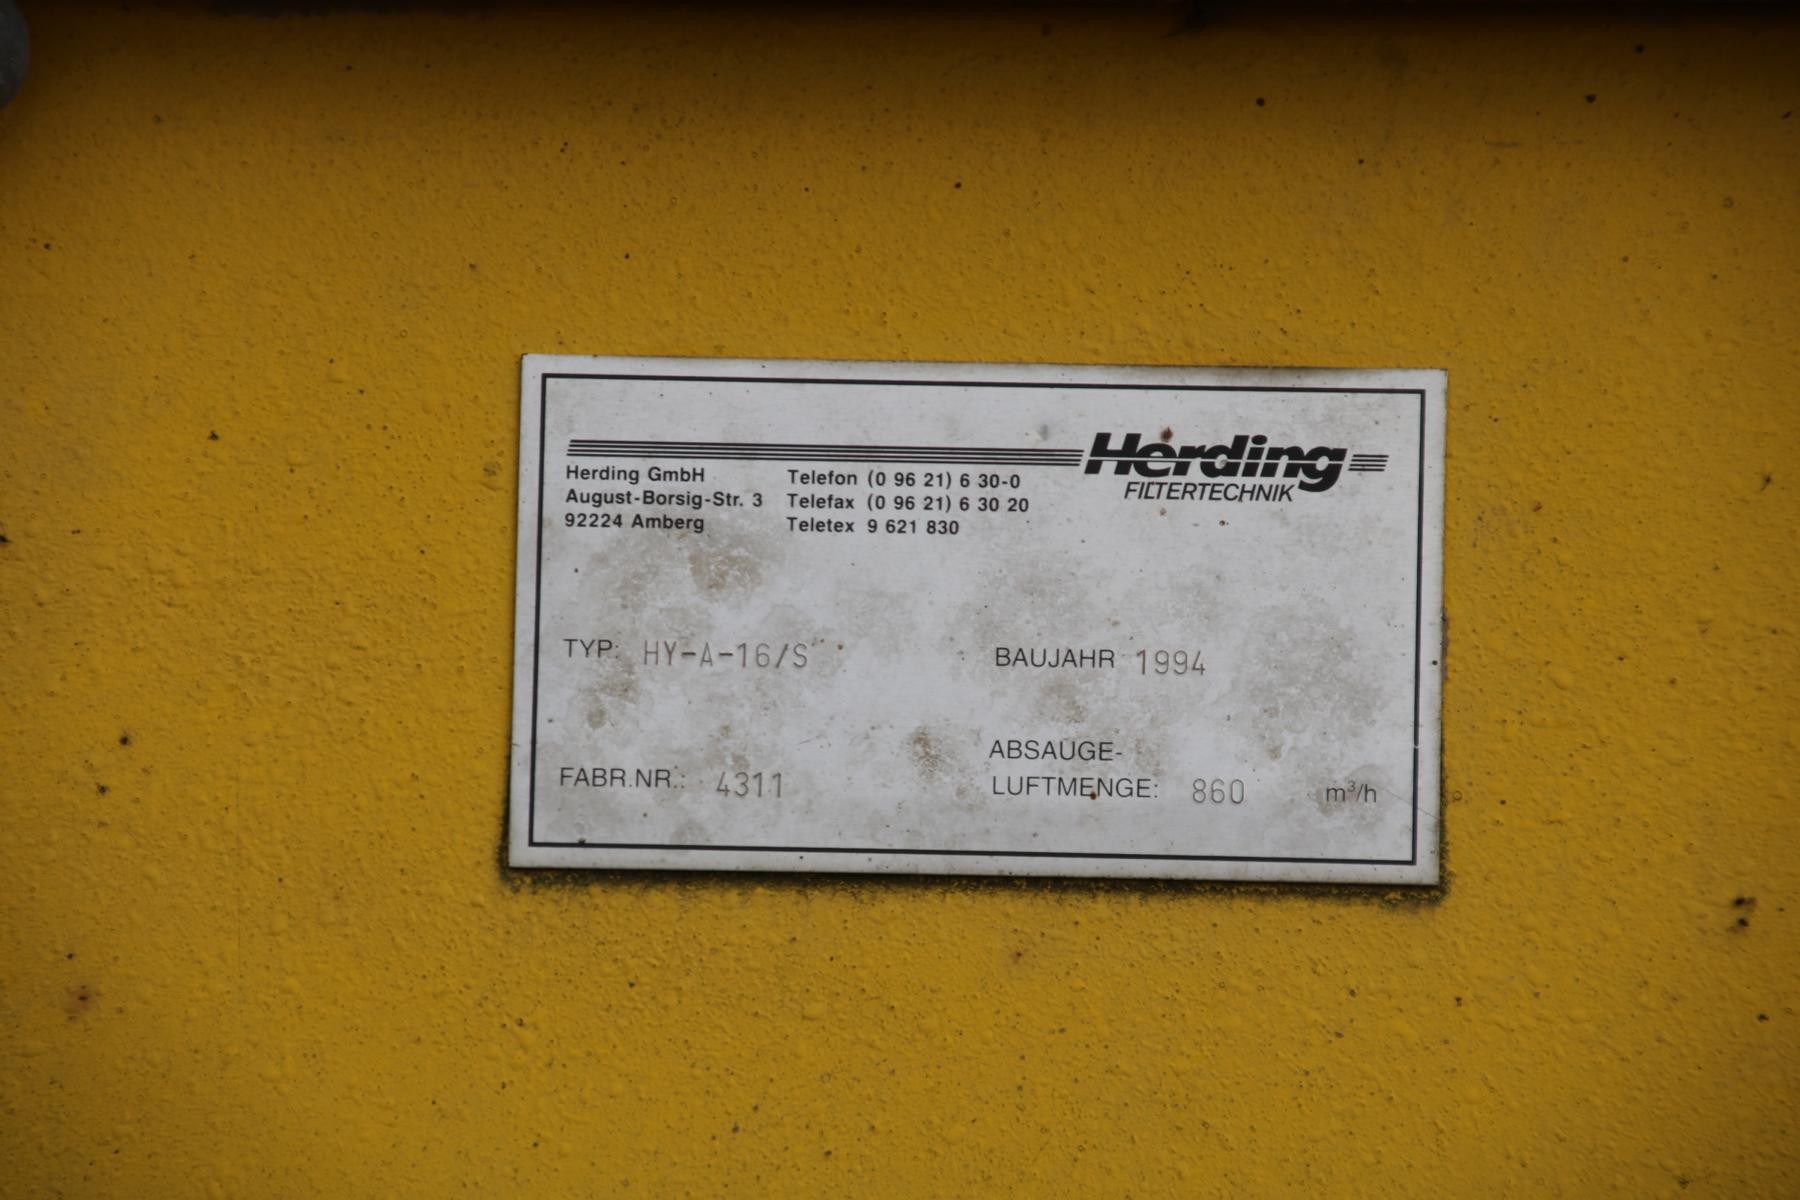 Herding
FILTERTECHNIK
Herding GmbH
August-Borsig-Str. 3
92224 Amberg
Telefon (0 96 21) 6 30-0
Telefax (0 96 21) 6 30 20
Teletex 9 621 830
TYP: HY-A-16/S
BAUJAHR 1994
FABR.NR.: 4311
ABSAUGE-
LUFTMENGE: 860 m³/h